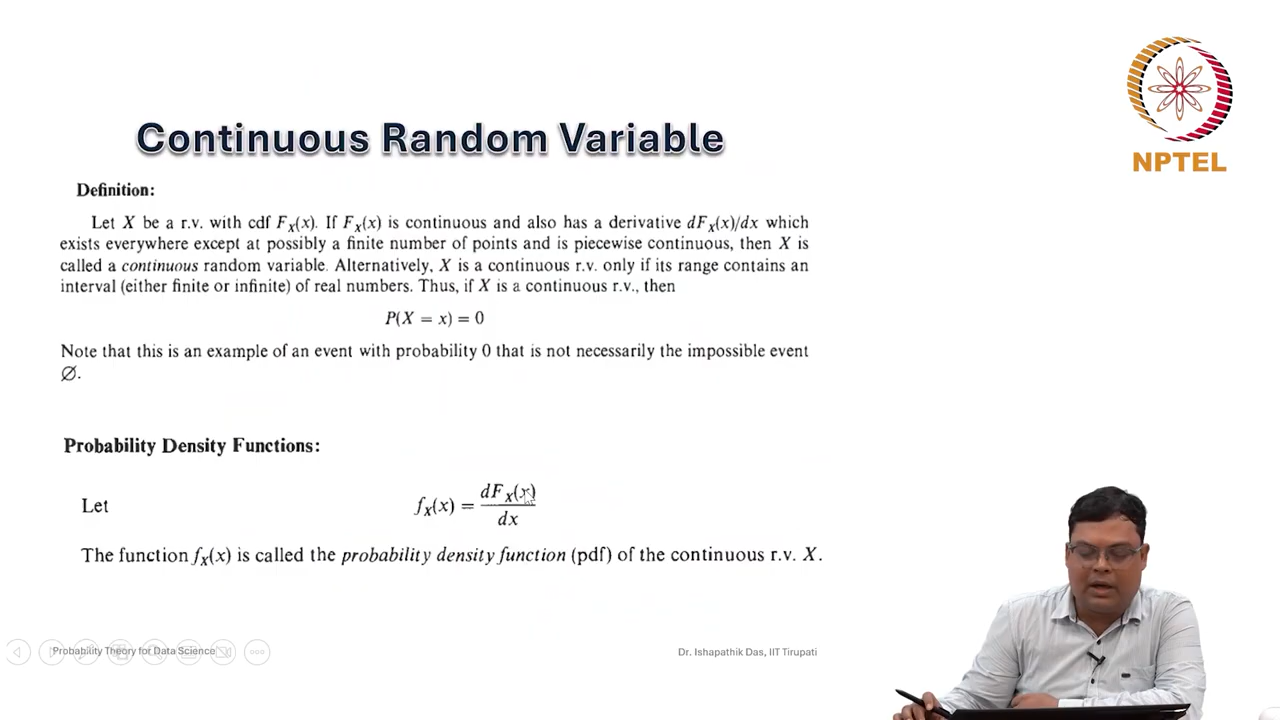 NPTEL
Continuous Random Variable
Definition:
Let X be a r.v. with cdf F_X(x). If F_X(x) is continuous and also has a derivative dF_X(x)/dx which
exists everywhere except at possibly a finite number of points and is piecewise continuous, then X is
called a continuous random variable. Alternatively, X is a continuous r.v. only if its range contains an
interval (either finite or infinite) of real numbers. Thus, if X is a continuous r.v., then
P(X = x) = 0
Note that this is an example of an event with probability 0 that is not necessarily the impossible event
∅.
Probability Density Functions:
Let f_X(x) = dF_X(x)/dx
The function f_X(x) is called the probability density function (pdf) of the continuous r.v. X.
Probability Theory for Data Science
Dr. Ishapathik Das, IIT Tirupati